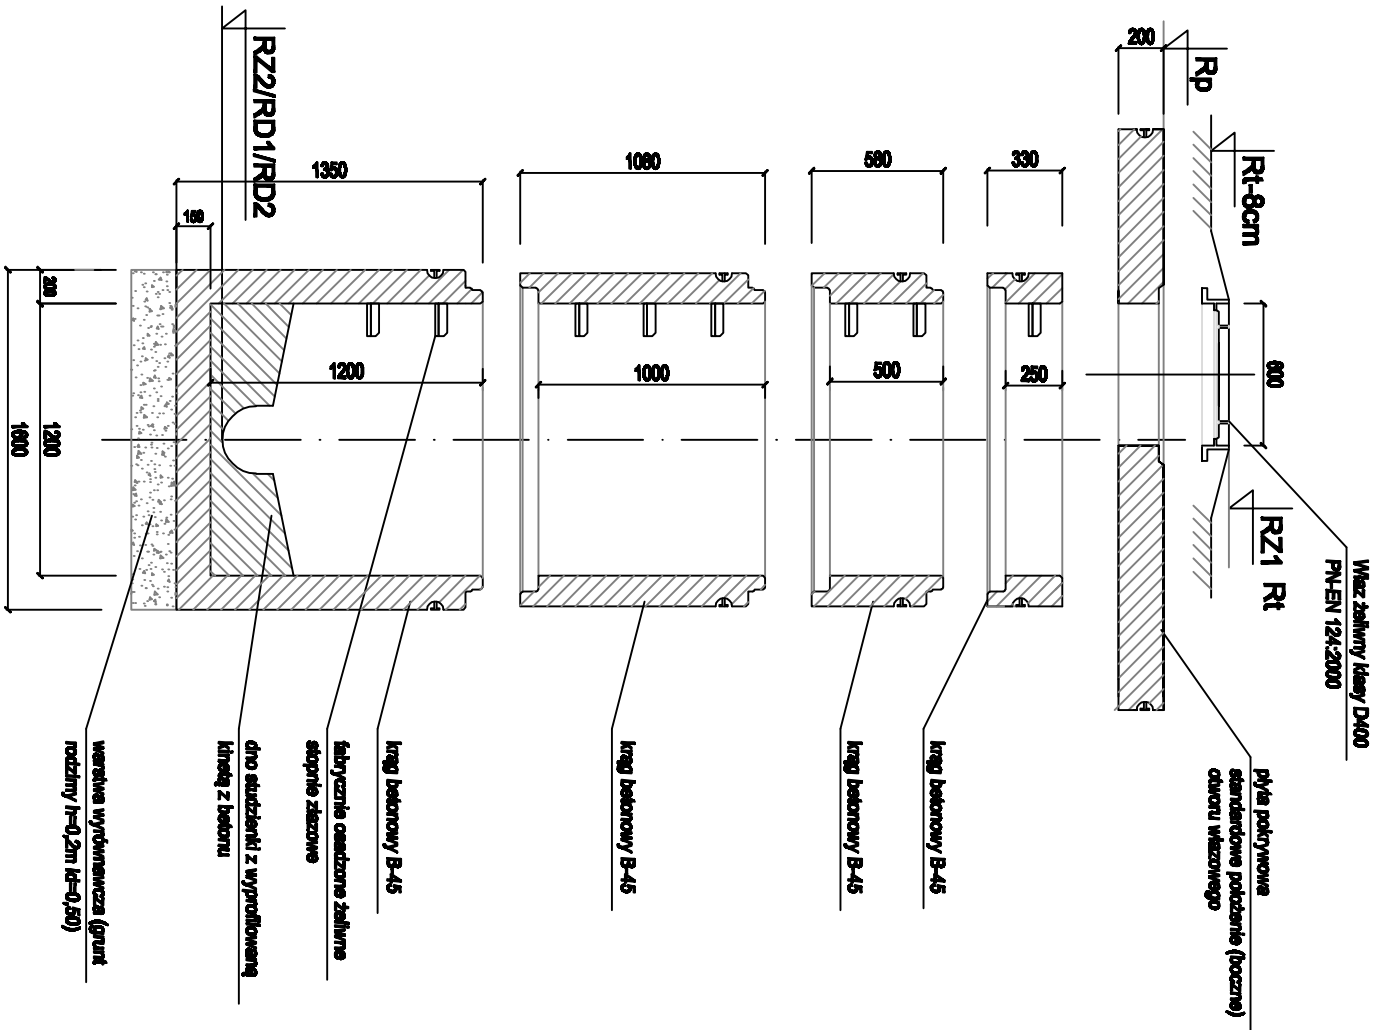 Właz żeliwny klasy D400
PN-EN 124:2000
płyta pokrywowa
standardowe położenie (boczne)
otworu włazowego
RZ1 Rt
600
Rt-8cm
Rp
200
330
250
krąg betonowy B-45
580
500
krąg betonowy B-45
1080
1000
krąg betonowy B-45
1350
1200
150
krąg betonowy B-45
fabrycznie osadzone żeliwne
stopnie złazowe
RZ2/RD1/RD2
dno studzienki z wyprofilowaną
kinetą z betonu
warstwa wyrównawcza (grunt
rodzimy h=0,2m Id=0,50)
200
1200
1600